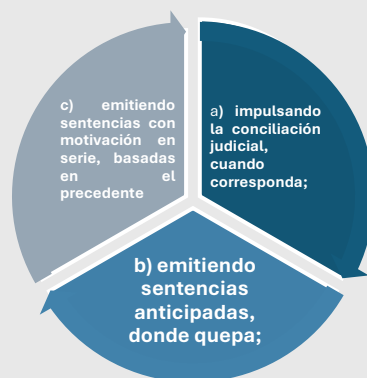 a) impulsando
la conciliación
judicial,
cuando
corresponda;
b) emitiendo
sentencias
anticipadas,
donde quepa;
c) emitiendo
sentencias con
motivación en
serie, basadas
en el
precedente